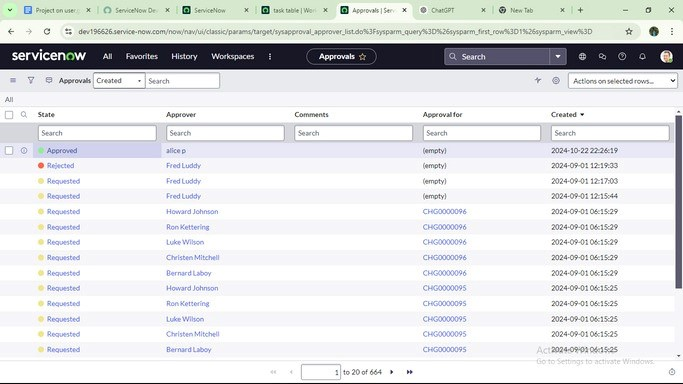 Project on user
ServiceNow Dev
ServiceNow
task table | Wor
Approvals | Serv
ChatGPT
New Tab
dev196626.service-now.com/now/nav/ui/classic/params/target/sysapproval_approver_list.do%3Fsysparm_query%3D%26sysparm_first_row%3D1%26sysparm_view%3D
servicenow All Favorites History Workspaces Approvals Search
Approvals Created Search Actions on selected rows...
All
State Approver Comments Approval for Created
Search Search Search Search Search
Approved alice p (empty) 2024-10-22 22:26:19
Rejected Fred Luddy (empty) 2024-09-01 12:19:33
Requested Fred Luddy (empty) 2024-09-01 12:17:03
Requested Fred Luddy (empty) 2024-09-01 12:15:44
Requested Howard Johnson CHG0000096 2024-09-01 06:15:29
Requested Ron Kettering CHG0000096 2024-09-01 06:15:29
Requested Luke Wilson CHG0000096 2024-09-01 06:15:29
Requested Christen Mitchell CHG0000096 2024-09-01 06:15:29
Requested Bernard Laboy CHG0000096 2024-09-01 06:15:29
Requested Howard Johnson CHG0000095 2024-09-01 06:15:25
Requested Ron Kettering CHG0000095 2024-09-01 06:15:25
Requested Luke Wilson CHG0000095 2024-09-01 06:15:25
Requested Christen Mitchell CHG0000095 2024-09-01 06:15:25
Requested Bernard Laboy CHG0000095 2024-09-01 06:15:25
Go to Settings to activate Windows.
1 to 20 of 664